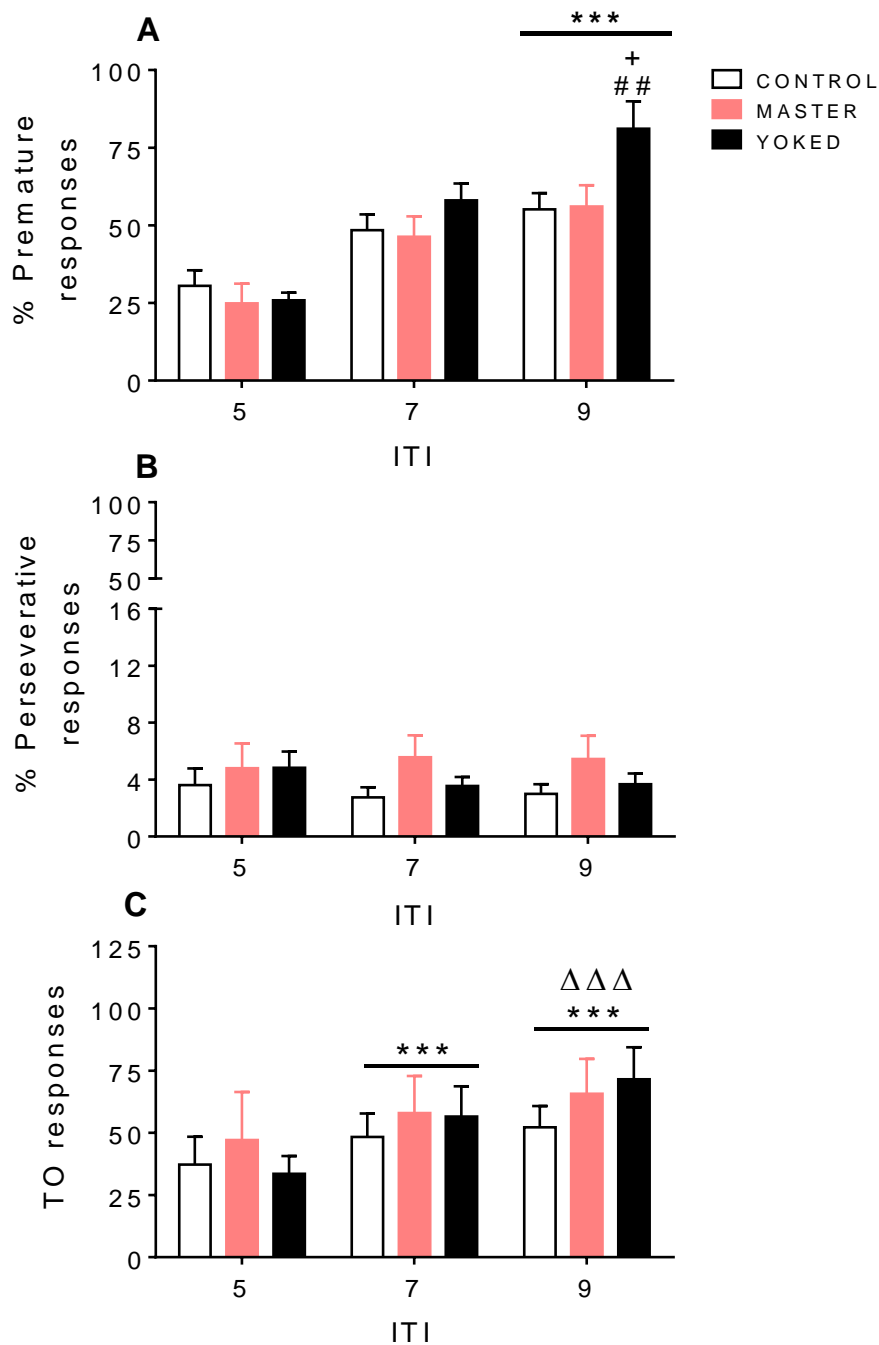 A
***
+
##
100
75
50
25
0
% Premature
responses
5 7 9
ITI
CONTROL
MASTER
YOKED
B
100
75
50
16
12
8
4
0
% Perseverative
responses
5 7 9
ITI
C
125
100
75
50
25
0
TO responses
***
ΔΔΔ
***
5 7 9
ITI